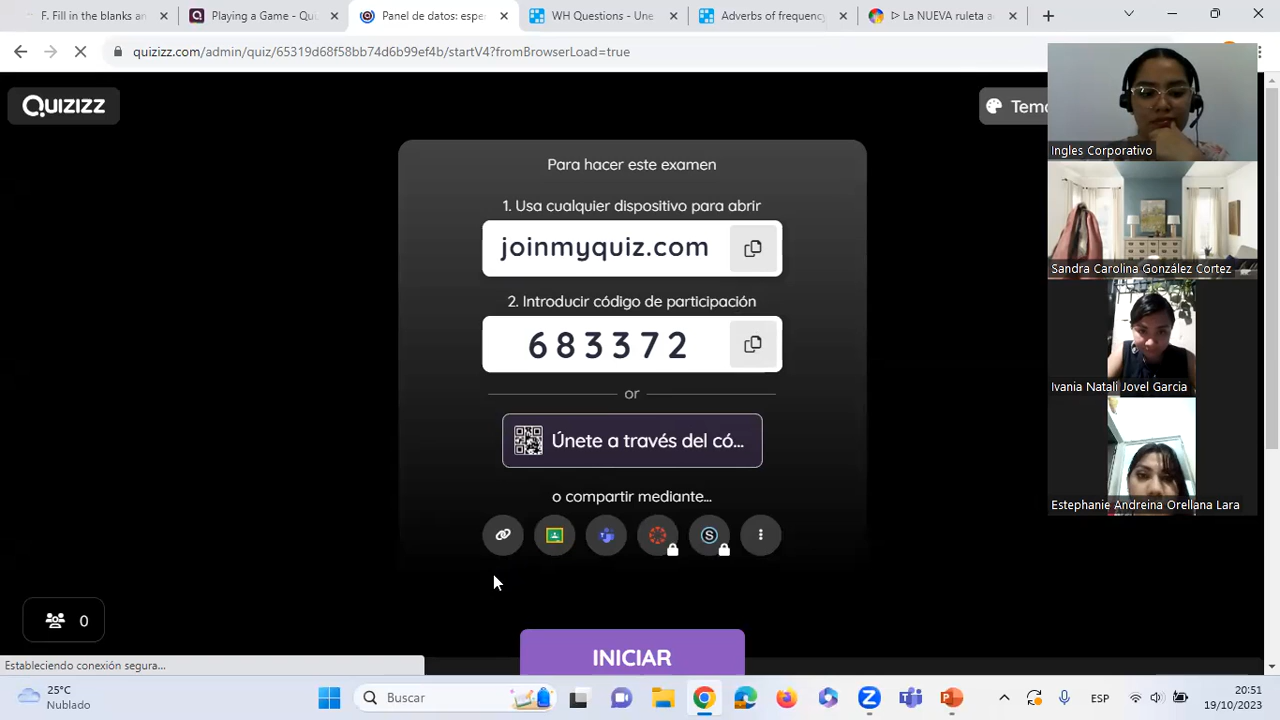 F. Fill in the blanks an
Playing a Game - Qu
Panel de datos: espe
WH Questions - Une
Adverbs of frequency
La NUEVA ruleta a
quizizz.com/admin/quiz/65319d68f58bb74d6b99ef4b/startV4?fromBrowserLoad=true
QUIZIZZ
Tema
Para hacer este examen
1. Usa cualquier dispositivo para abrir
joinmyquiz.com
2. Introducir código de participación
683372
or
Únete a través del có...
o compartir mediante...
S
0
INICIAR
Estableciendo conexión segura...
Ingles Corporativo
Sandra Carolina González Cortez
Ivania Natalí Jovel Garcia
Estephanie Andreina Orellana Lara
25°C
Nublado
Buscar
ESP
20:51
19/10/2023